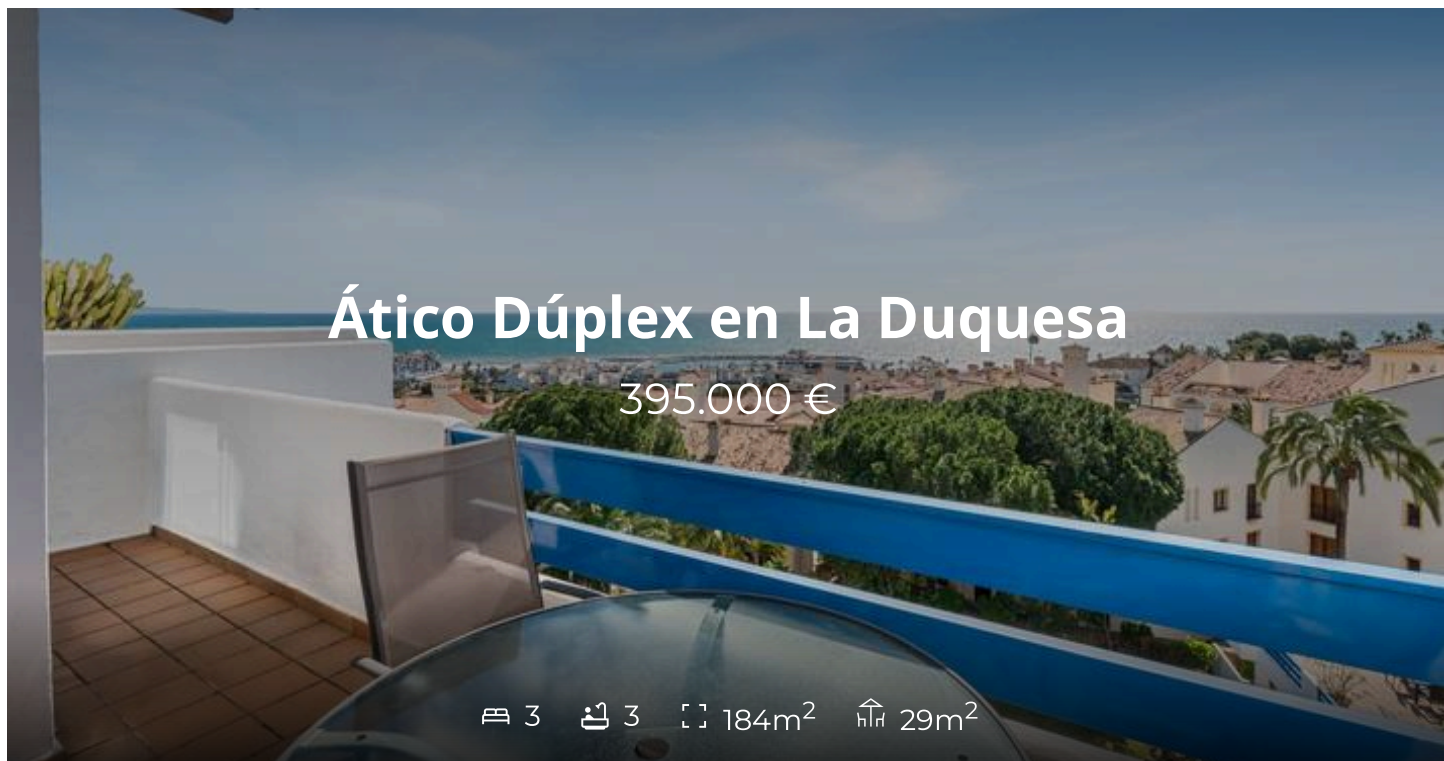 Ático Dúplex en La Duquesa
395.000 €
3 3 184m² 29m²